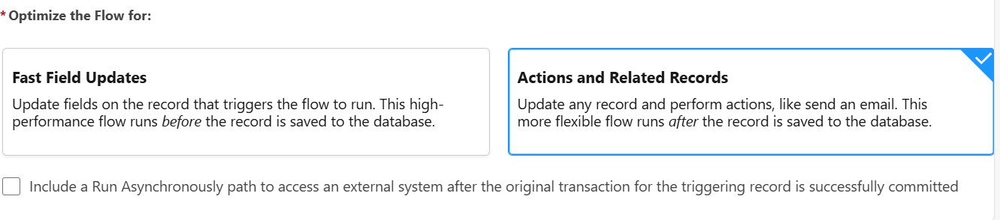 * Optimize the Flow for:
Fast Field Updates
Update fields on the record that triggers the flow to run. This high-
performance flow runs before the record is saved to the database.
Actions and Related Records
Update any record and perform actions, like send an email. This
more flexible flow runs after the record is saved to the database.
Include a Run Asynchronously path to access an external system after the original transaction for the triggering record is successfully committed